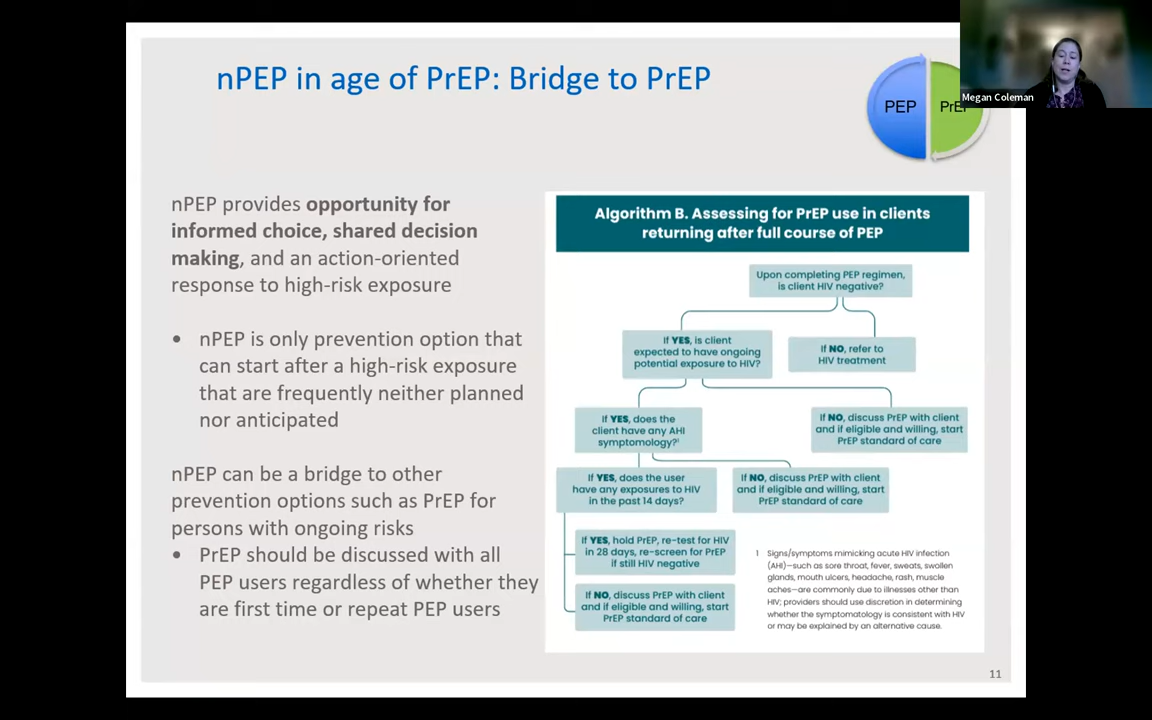 nPEP in age of PrEP: Bridge to PrEP
PEP
Megan Coleman
nPEP provides opportunity for
informed choice, shared decision
making, and an action-oriented
response to high-risk exposure
• nPEP is only prevention option that
can start after a high-risk exposure
that are frequently neither planned
nor anticipated
nPEP can be a bridge to other
prevention options such as PrEP for
persons with ongoing risks
• PrEP should be discussed with all
PEP users regardless of whether they
are first time or repeat PEP users
Algorithm B. Assessing for PrEP use in clients
returning after full course of PEP
Upon completing PEP regimen,
is client HIV negative?
If YES, is client
expected to have ongoing
potential exposure to HIV?
If NO, refer to
HIV treatment
If YES, does the
client have any AHI
symptomology?¹
If NO, discuss PrEP with client
and if eligible and willing, start
PrEP standard of care
If YES, does the user
have any exposures to HIV
in the past 14 days?
If NO, discuss PrEP with client
and if eligible and willing, start
PrEP standard of care
If YES, hold PrEP, re-test for HIV
in 28 days, re-screen for PrEP
if still HIV negative
If NO, discuss PrEP with client
and if eligible and willing, start
PrEP standard of care
1 Signs/symptoms mimicking acute HIV infection
(AHI)—such as sore throat, fever, sweats, swollen
glands, mouth ulcers, headache, rash, muscle
aches—are commonly due to illnesses other than
HIV; providers should use discretion in determining
whether the symptomatology is consistent with HIV
or may be explained by an alternative cause.
11